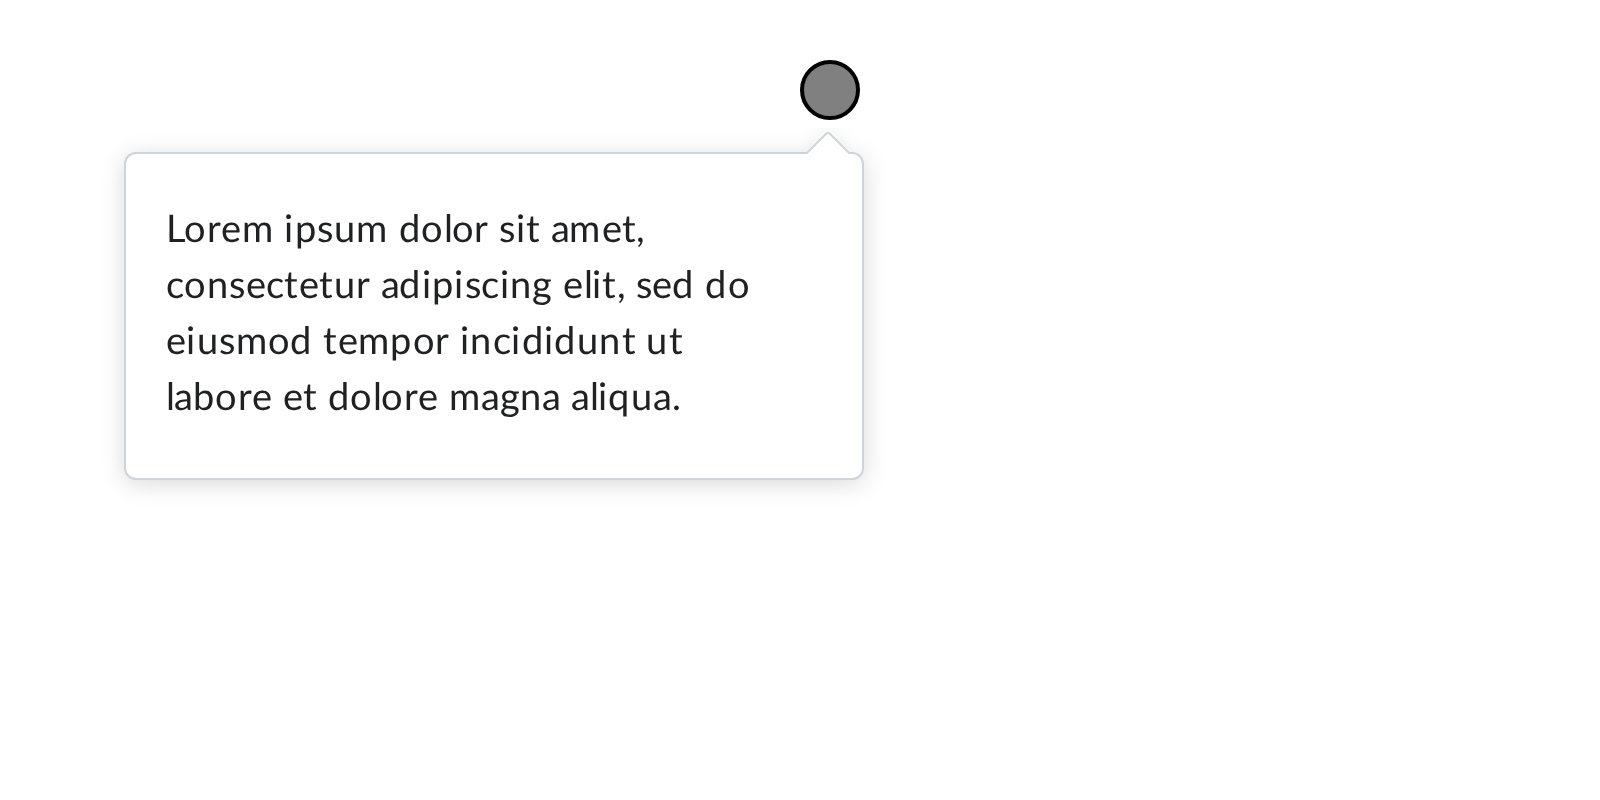 Lorem ipsum dolor sit amet,
consectetur adipiscing elit, sed do
eiusmod tempor incididunt ut
labore et dolore magna aliqua.